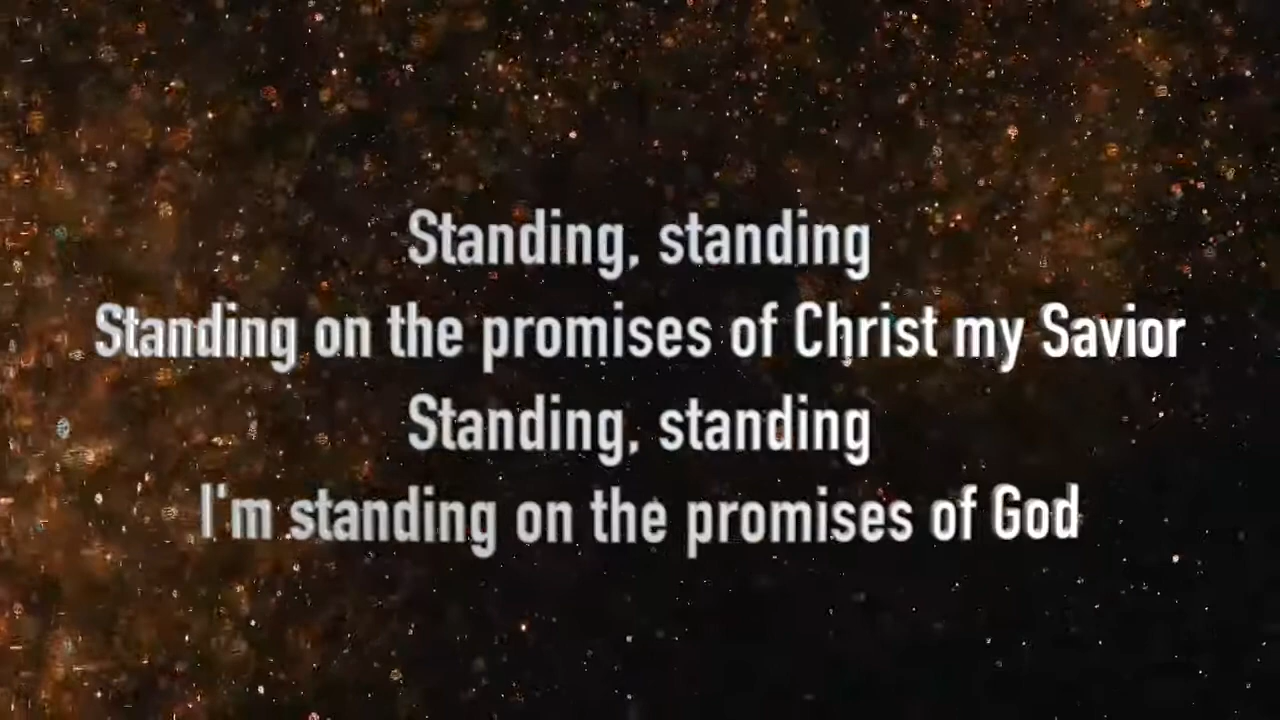 Standing, standing
Standing on the promises of Christ my Savior
Standing, standing
I'm standing on the promises of God